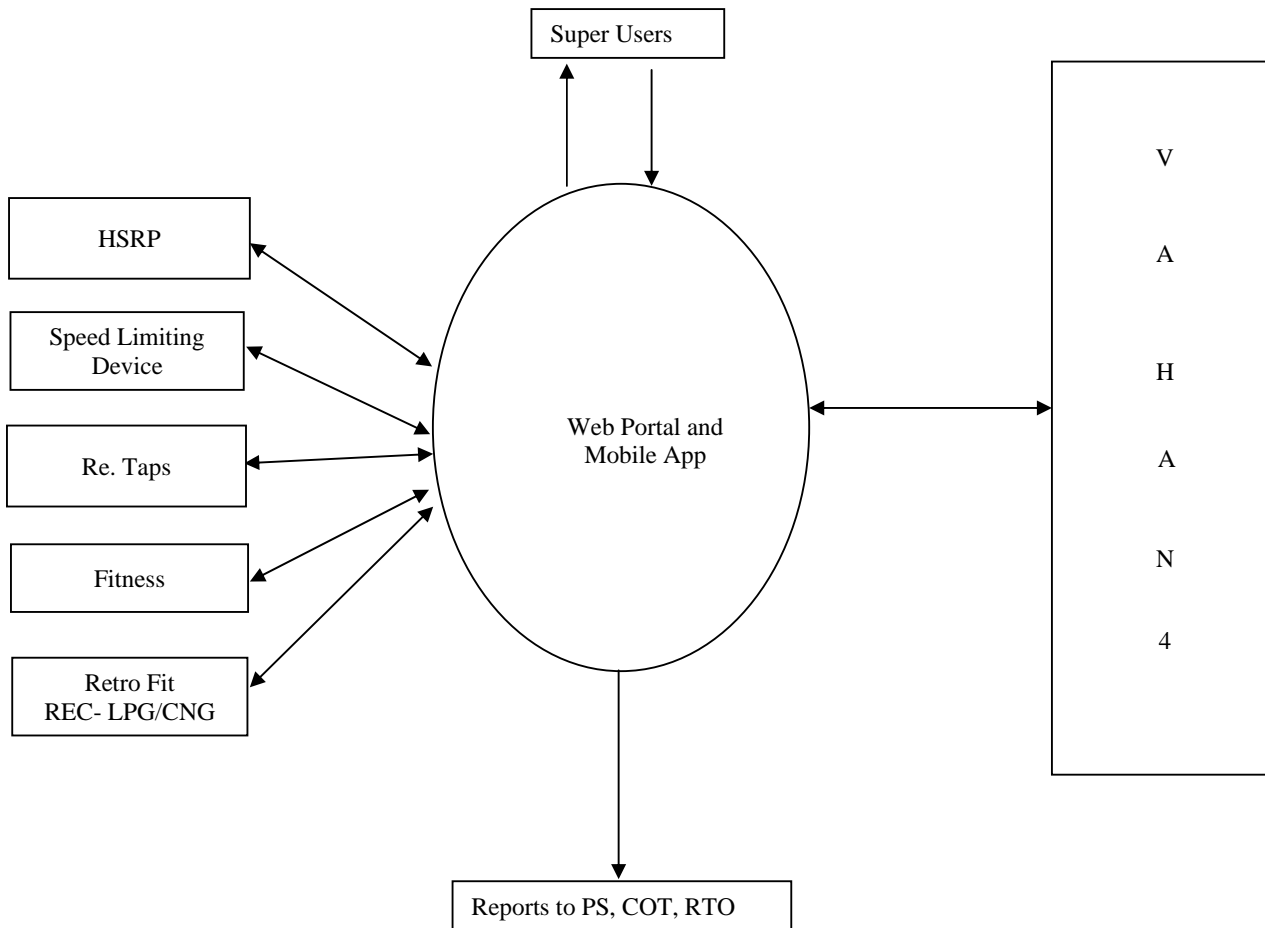 Super Users
HSRP
Speed Limiting
Device
Re. Taps
Fitness
Retro Fit
REC- LPG/CNG
Web Portal and
Mobile App
V
A
H
A
N
4
Reports to PS, COT, RTO